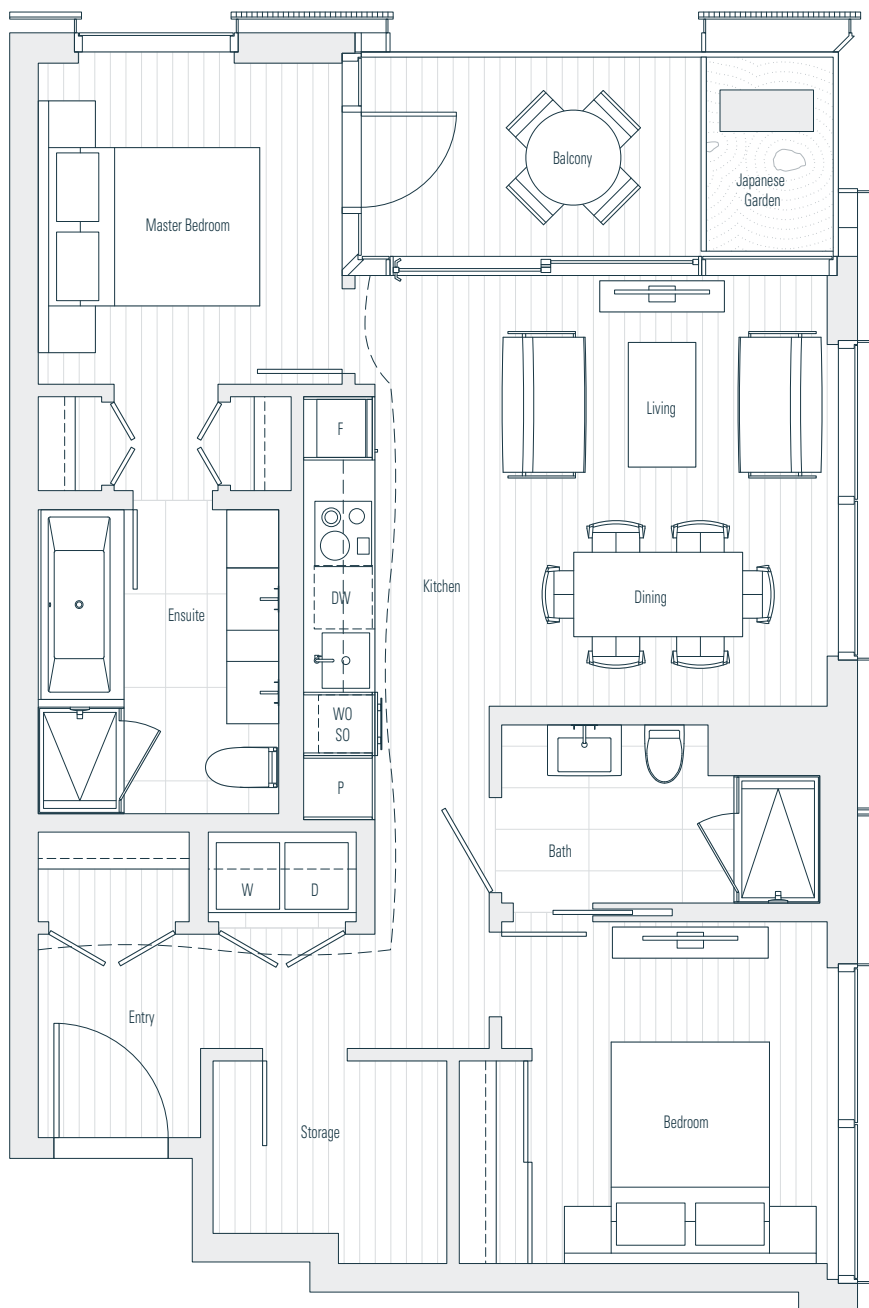 Balcony
Japanese
Garden
Master Bedroom
Living
F
Kitchen
DW
Dining
Ensuite
WO
SO
P
Bath
W
D
Entry
Bedroom
Storage